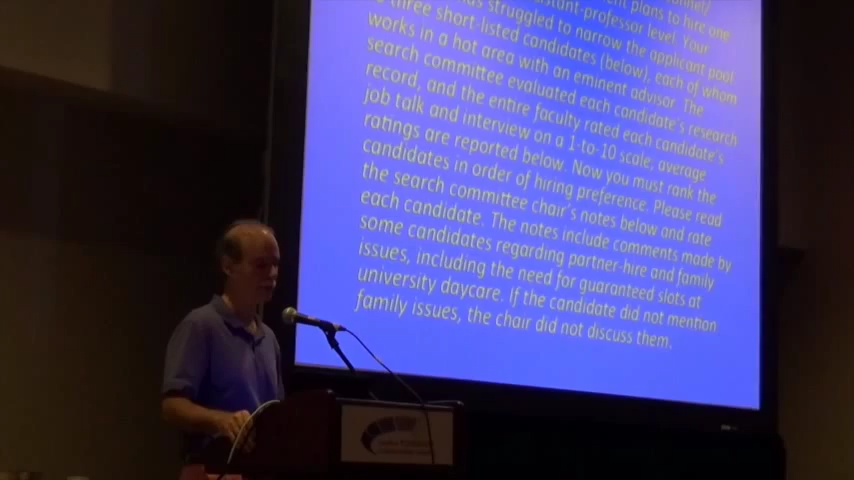 plans to hire one
assistant-professor level. Your
has struggled to narrow the applicant pool
three short-listed candidates (below), each of whom
works in a hot area with an eminent advisor. The
search committee evaluated each candidate's research
record, and the entire faculty rated each candidate's
job talk and interview on a 1-to-10 scale, average
ratings are reported below. Now you must rank the
candidates in order of hiring preference. Please read
the search committee chair's notes below and rate
each candidate. The notes include comments made by
some candidates regarding partner-hire and family
issues, including the need for guaranteed slots at
university daycare. If the candidate did not mention
family issues, the chair did not discuss them.